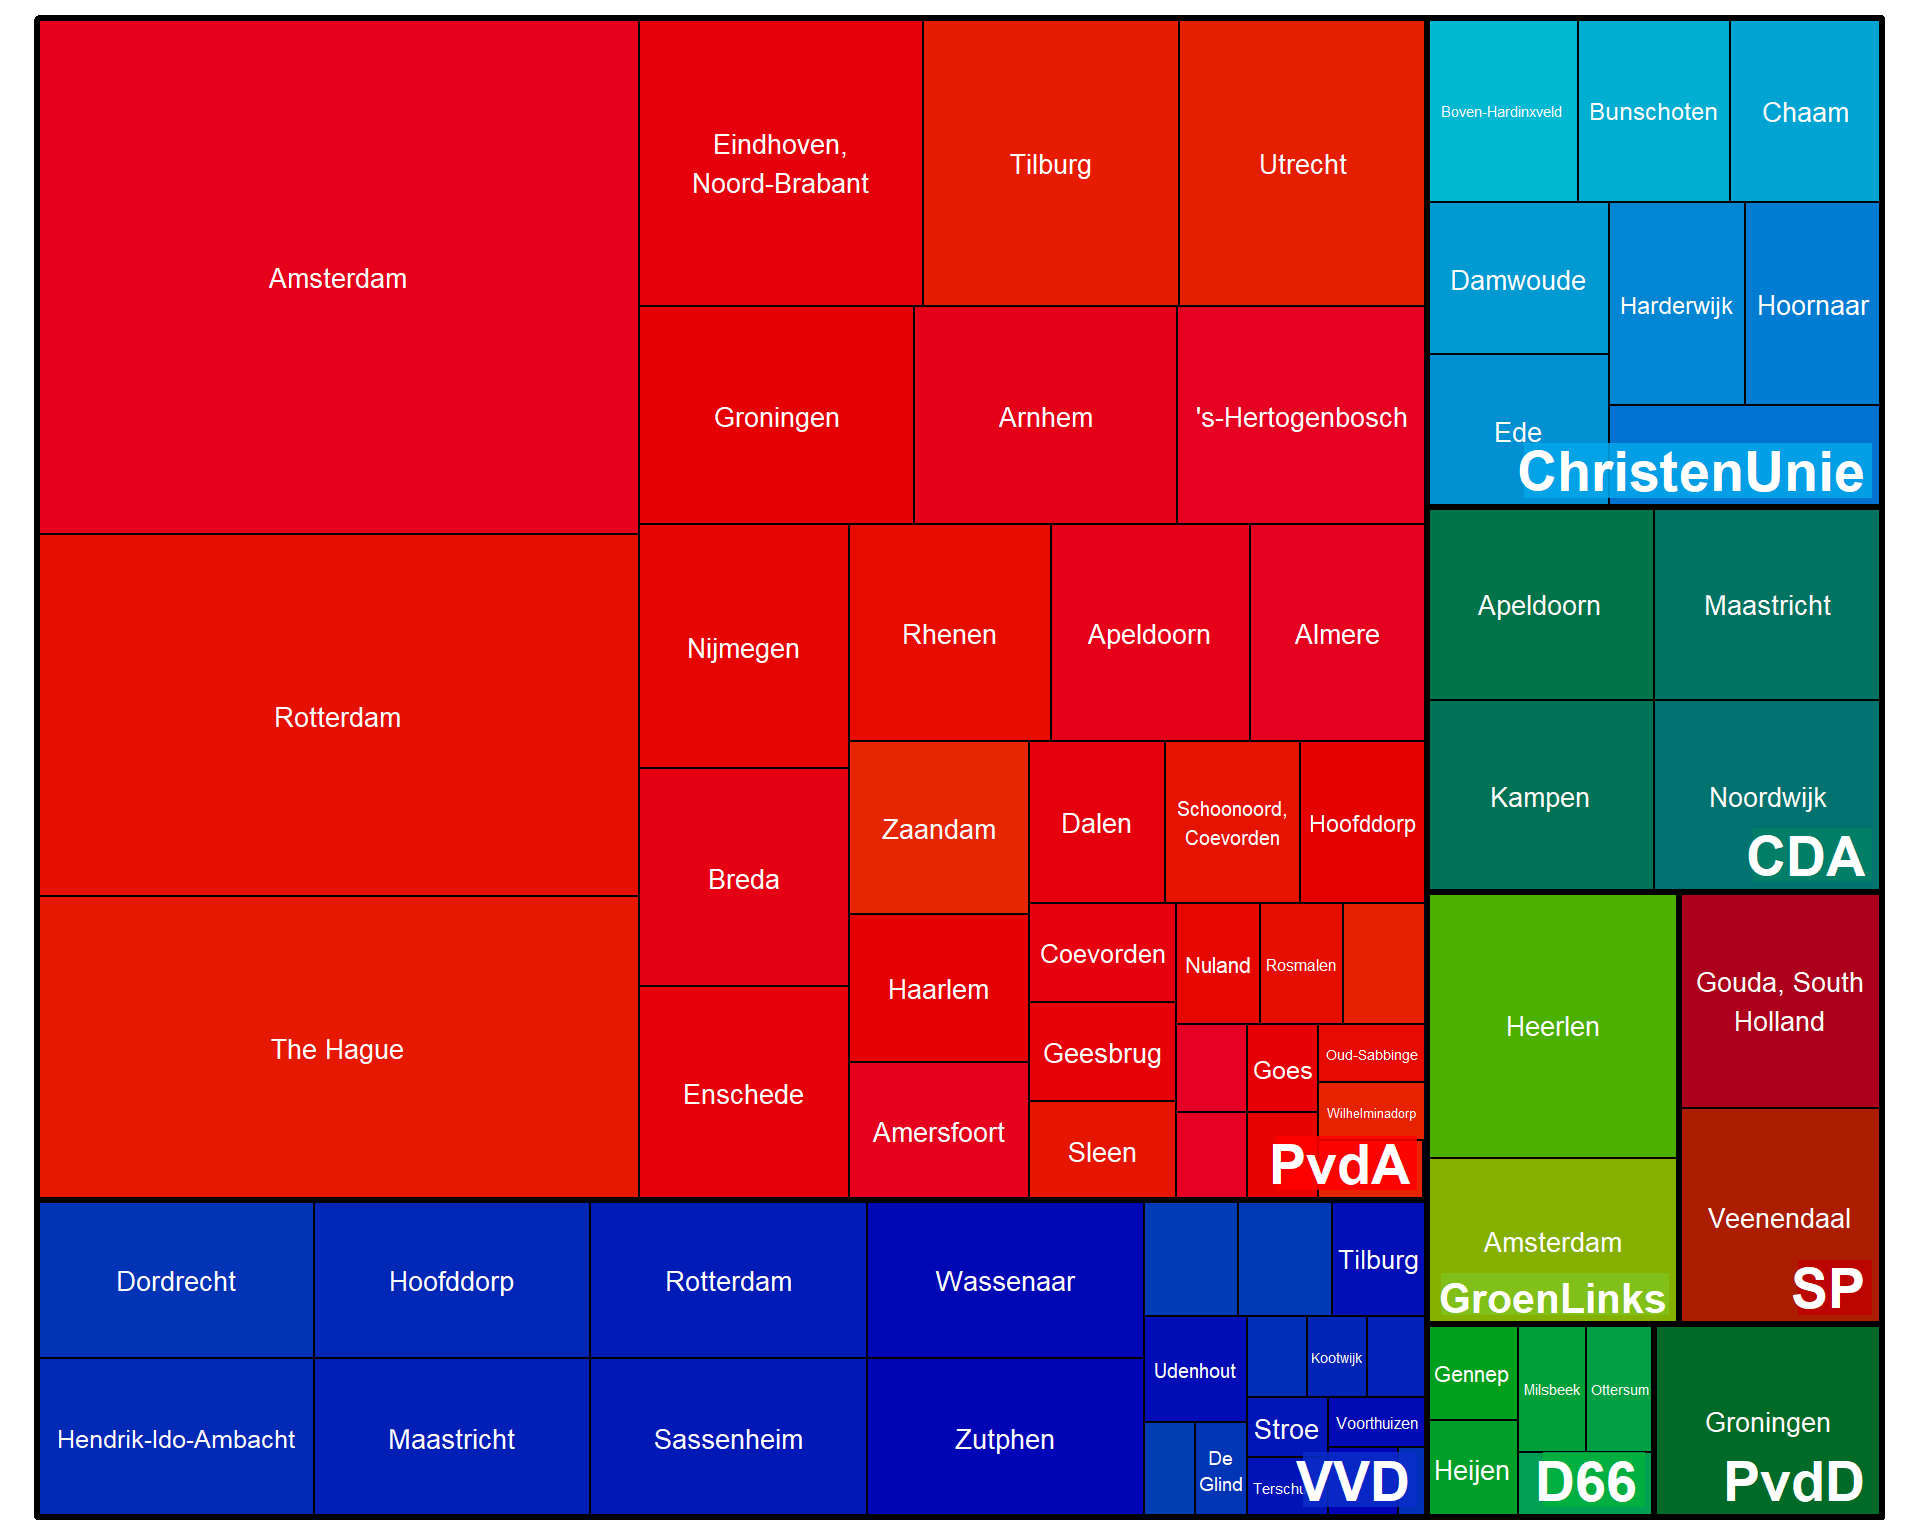 Amsterdam
Rotterdam
The Hague
Eindhoven,
Noord-Brabant
Tilburg
Utrecht
Groningen
Arnhem
's-Hertogenbosch
Nijmegen
Rhenen
Apeldoorn
Almere
Breda
Enschede
Zaandam
Haarlem
Amersfoort
Dalen
Schoonoord,
Coevorden
Hoofddorp
Coevorden
Geesbrug
Sleen
Nuland
Rosmalen
Goes
Oud-Sabbinge
Wilhelminadorp
PvdA
Dordrecht
Hoofddorp
Rotterdam
Wassenaar
Hendrik-Ido-Ambacht
Maastricht
Sassenheim
Zutphen
Tilburg
Udenhout
Kootwijk
De
Glind
Stroe
Voorthuizen
VVD
Boven-Hardinxveld
Bunschoten
Chaam
Damwoude
Harderwijk
Hoornaar
Ede
ChristenUnie
Apeldoorn
Maastricht
Kampen
Noordwijk
CDA
Heerlen
Amsterdam
GroenLinks
Gouda, South
Holland
Veenendaal
SP
Gennep
Milsbeek
Ottersum
Heijen
D66
Groningen
PvdD